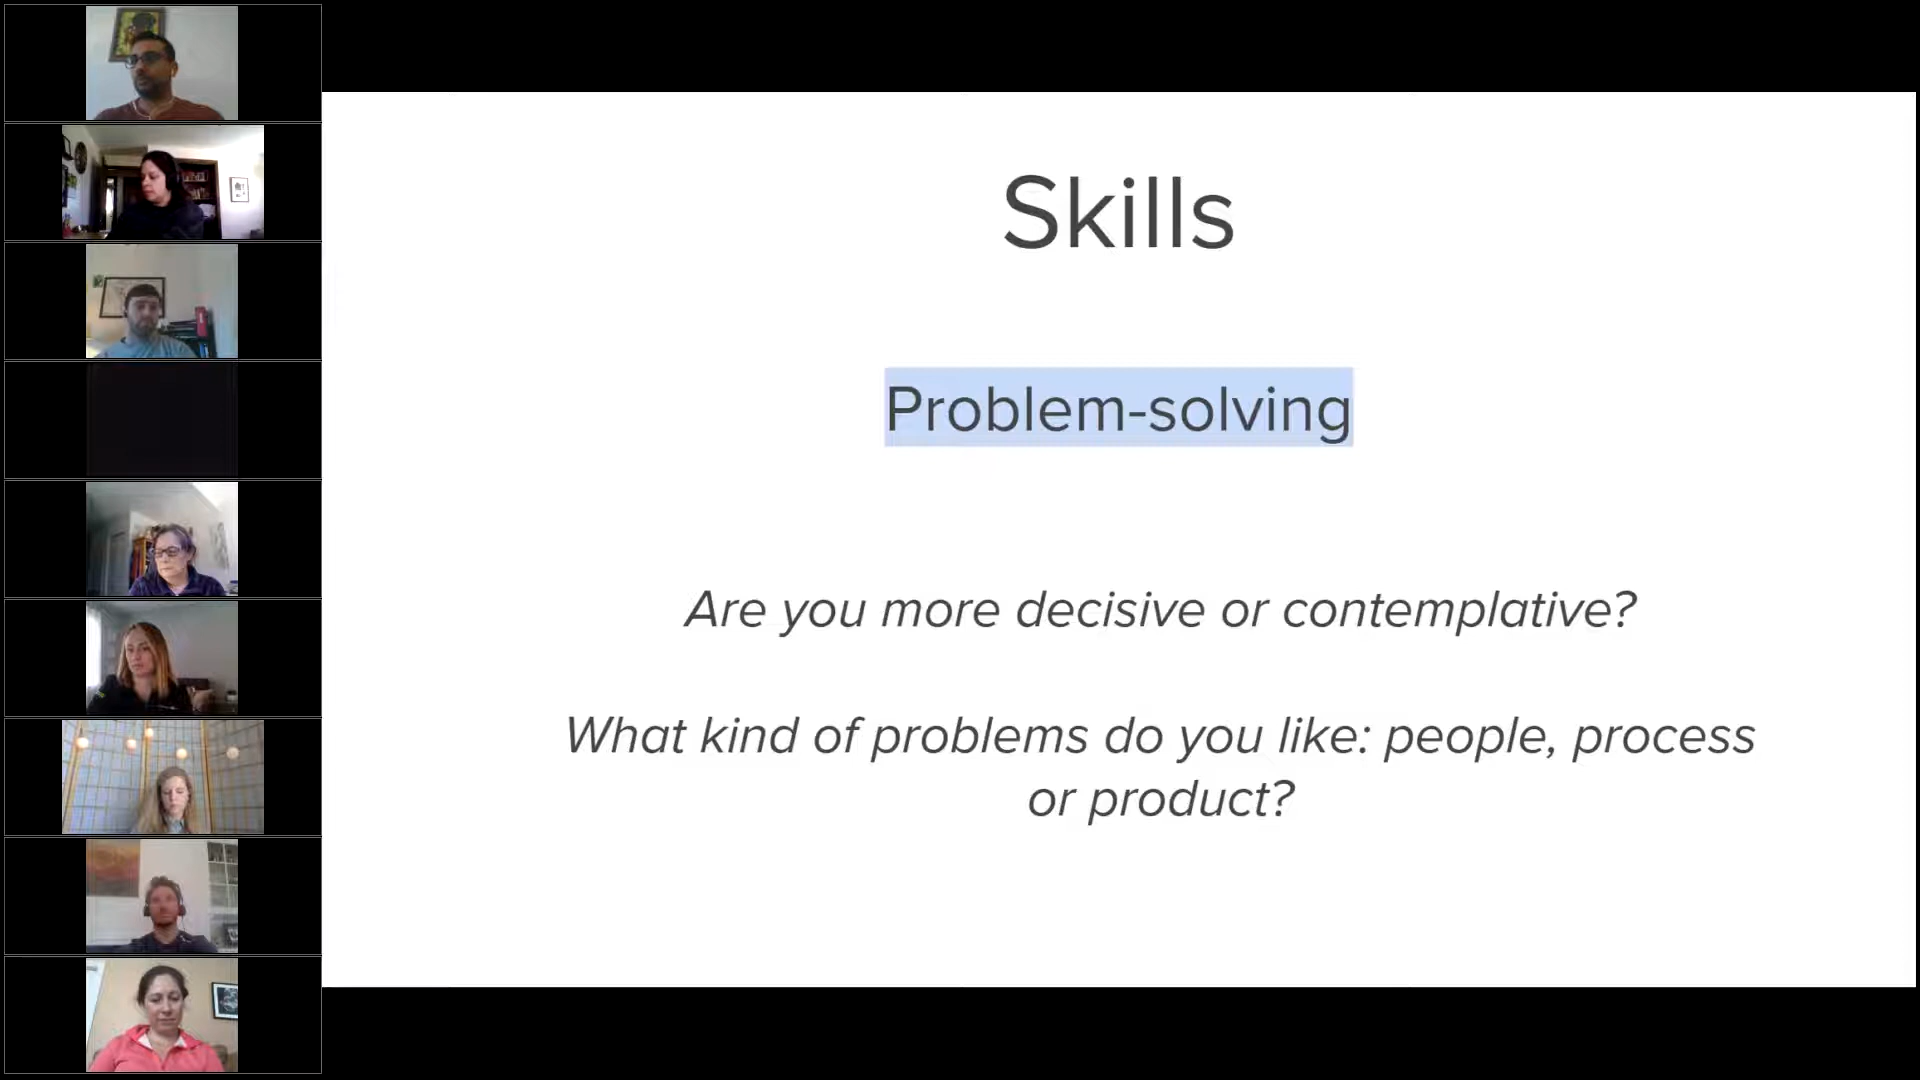 Skills
Problem-solving
Are you more decisive or contemplative?
What kind of problems do you like: people, process
or product?